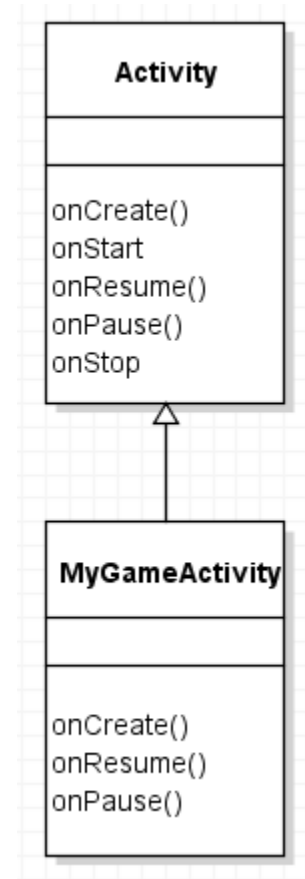 Activity
onCreate()
onStart
onResume()
onPause()
onStop
MyGameActivity
onCreate()
onResume()
onPause()